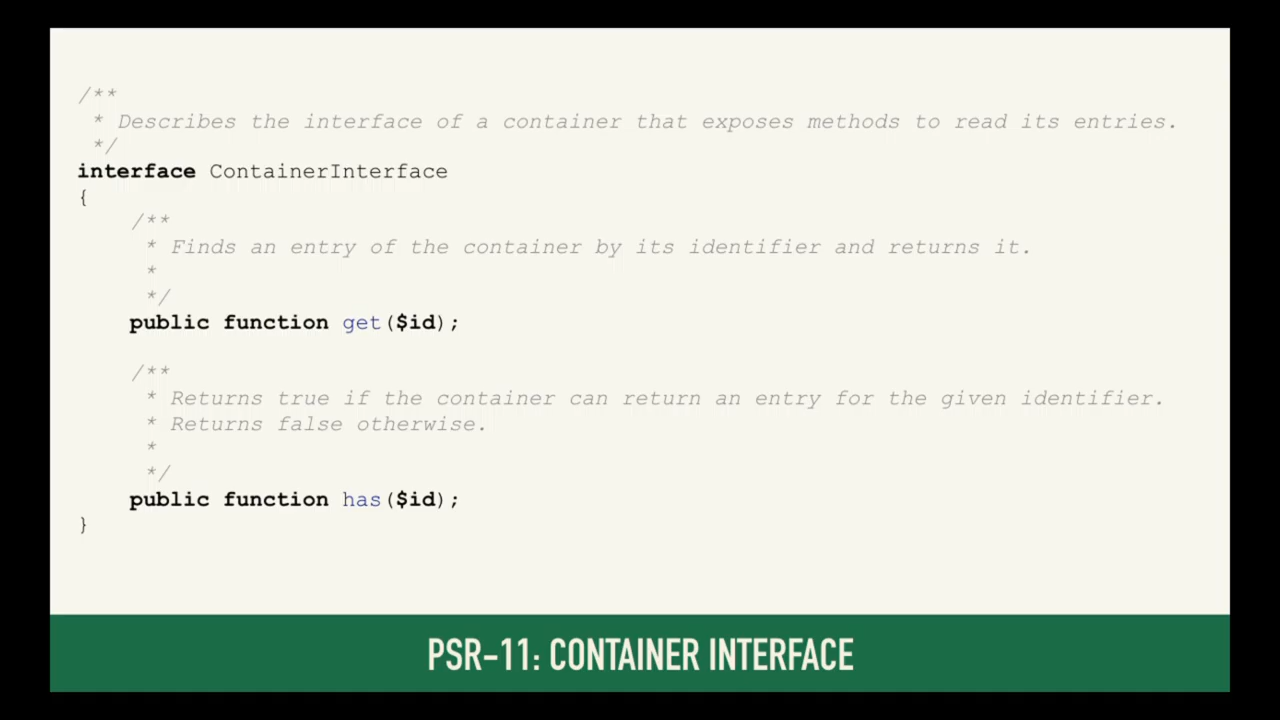 /**
 * Describes the interface of a container that exposes methods to read its entries.
 */
interface ContainerInterface
{
    /**
     * Finds an entry of the container by its identifier and returns it.
     *
     */
    public function get($id);

    /**
     * Returns true if the container can return an entry for the given identifier.
     * Returns false otherwise.
     *
     */
    public function has($id);
}
PSR-11: CONTAINER INTERFACE